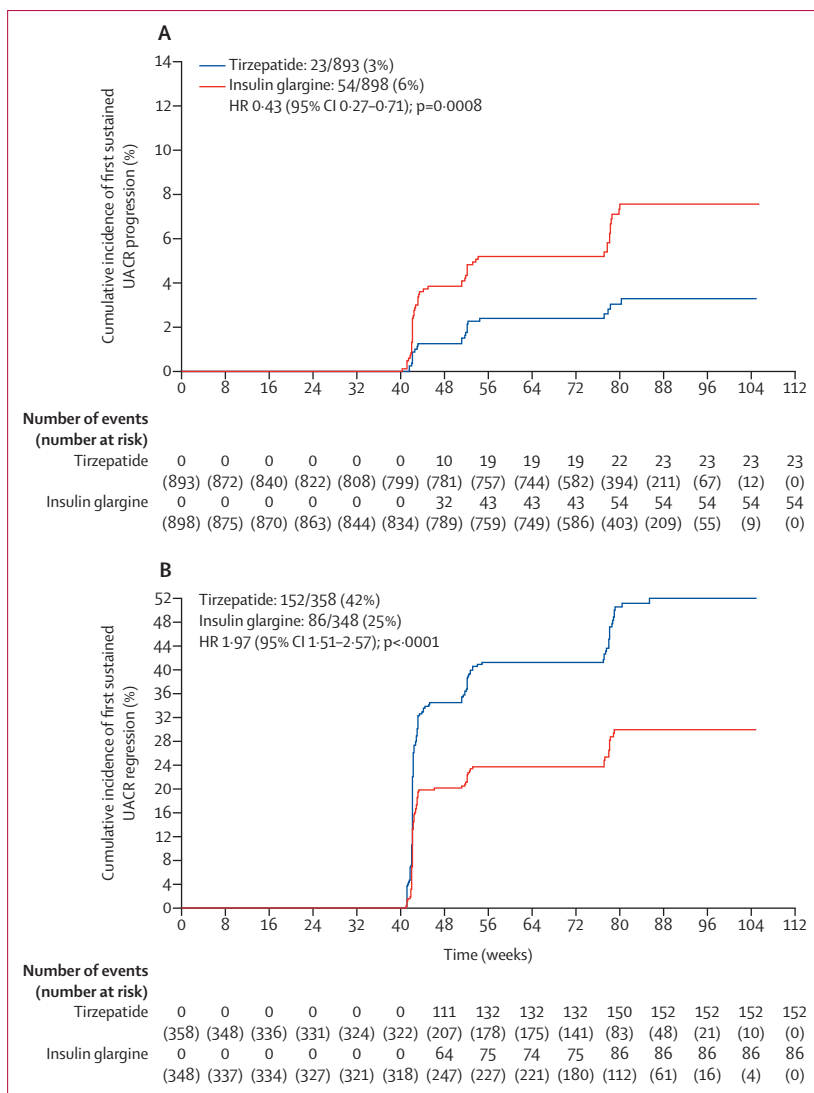 A
Tirzepatide: 23/893 (3%)
Insulin glargine: 54/898 (6%)
HR 0·43 (95% CI 0·27–0·71); p=0·0008
Cumulative incidence of first sustained
UACR progression (%)
14
12
10
8
6
4
2
0
0 8 16 24 32 40 48 56 64 72 80 88 96 104 112
Number of events
(number at risk)
Tirzepatide 0 0 0 0 0 0 10 19 19 19 22 23 23 23 23
(893) (872) (840) (822) (808) (799) (781) (757) (744) (582) (394) (211) (67) (12) (0)
Insulin glargine 0 0 0 0 0 0 32 43 43 43 54 54 54 54 54
(898) (875) (870) (863) (844) (834) (789) (759) (749) (586) (403) (209) (55) (9) (0)
B
Tirzepatide: 152/358 (42%)
Insulin glargine: 86/348 (25%)
HR 1·97 (95% CI 1·51–2·57); p<·0001
Cumulative incidence of first sustained
UACR regression (%)
52
48
44
40
36
32
28
24
20
16
12
8
4
0
0 8 16 24 32 40 48 56 64 72 80 88 96 104 112
Time (weeks)
Number of events
(number at risk)
Tirzepatide 0 0 0 0 0 0 111 132 132 132 150 152 152 152 152
(358) (348) (336) (331) (324) (322) (207) (178) (175) (141) (83) (48) (21) (10) (0)
Insulin glargine 0 0 0 0 0 0 64 75 74 75 86 86 86 86 86
(348) (337) (334) (327) (321) (318) (247) (227) (221) (180) (112) (61) (16) (4) (0)